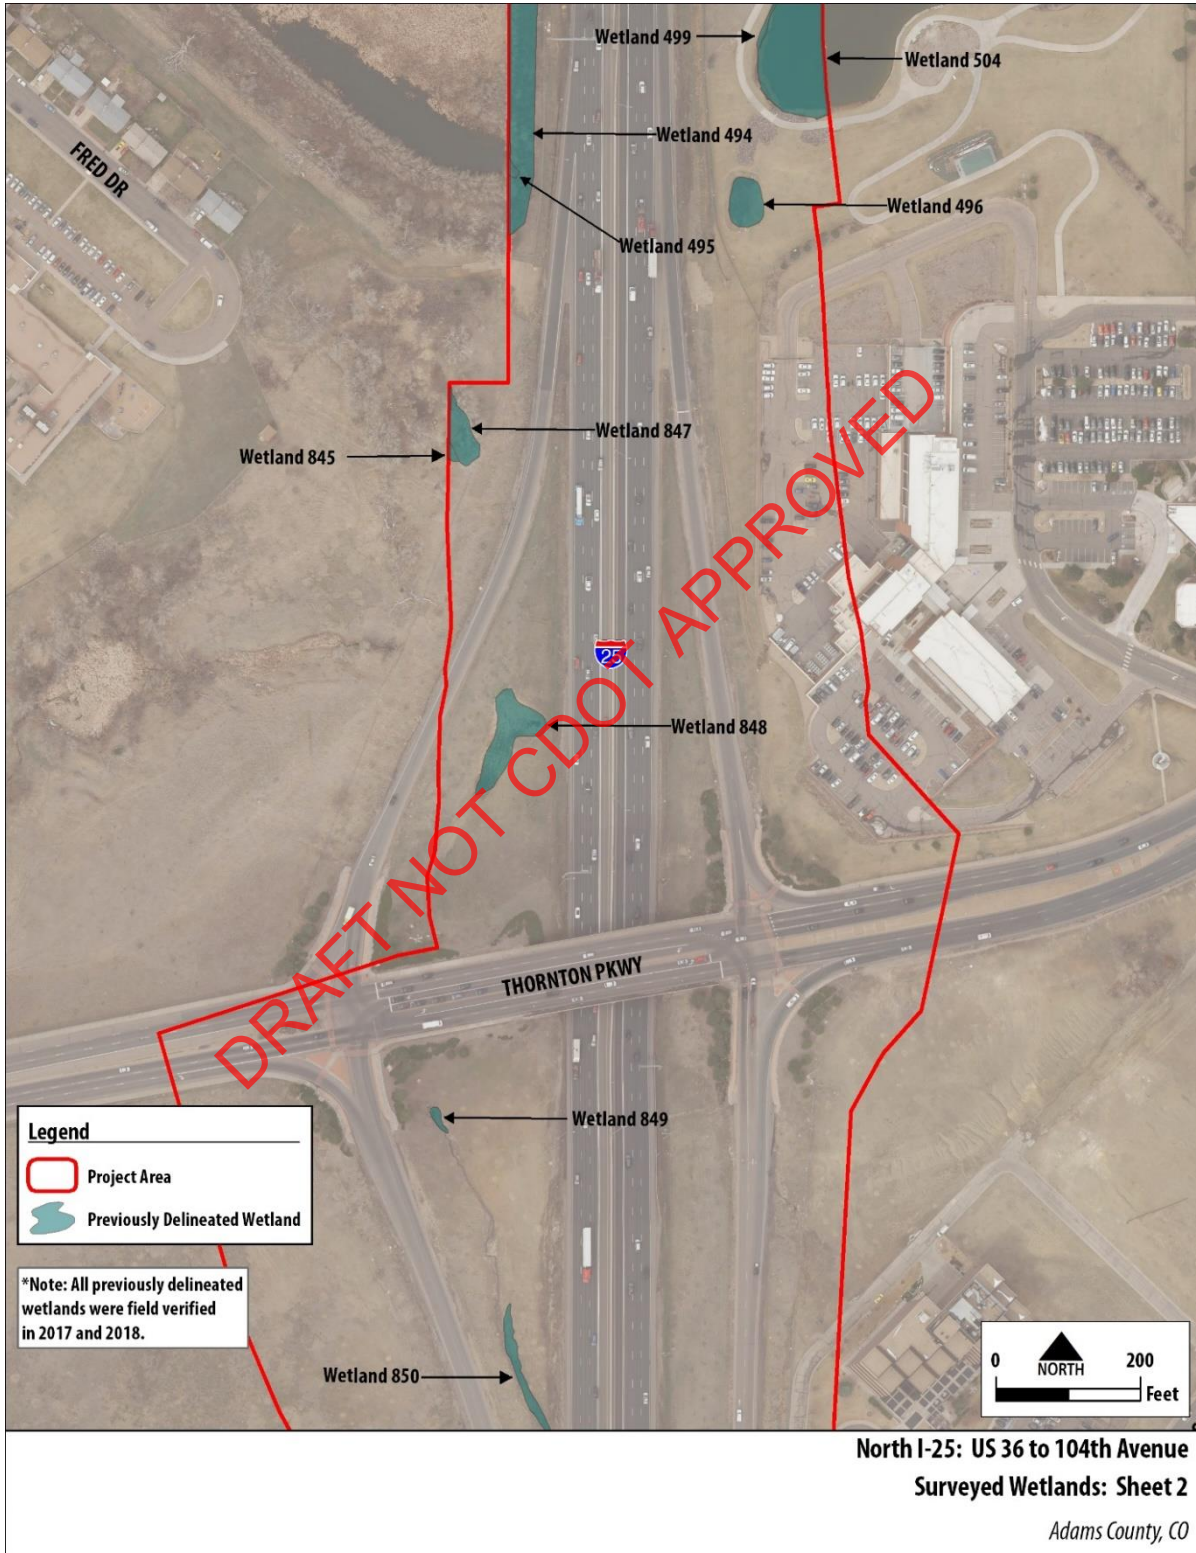 Wetland 499
Wetland 504
Wetland 494
FRED DR
Wetland 496
Wetland 495
Wetland 847
Wetland 845
25
Wetland 848
DRAFT NOT CDOT APPROVED
THORNTON PKWY
Wetland 849
Legend
Project Area
Previously Delineated Wetland
*Note: All previously delineated
wetlands were field verified
in 2017 and 2018.
Wetland 850
0 200
NORTH
Feet
North I-25: US 36 to 104th Avenue
Surveyed Wetlands: Sheet 2
Adams County, CO